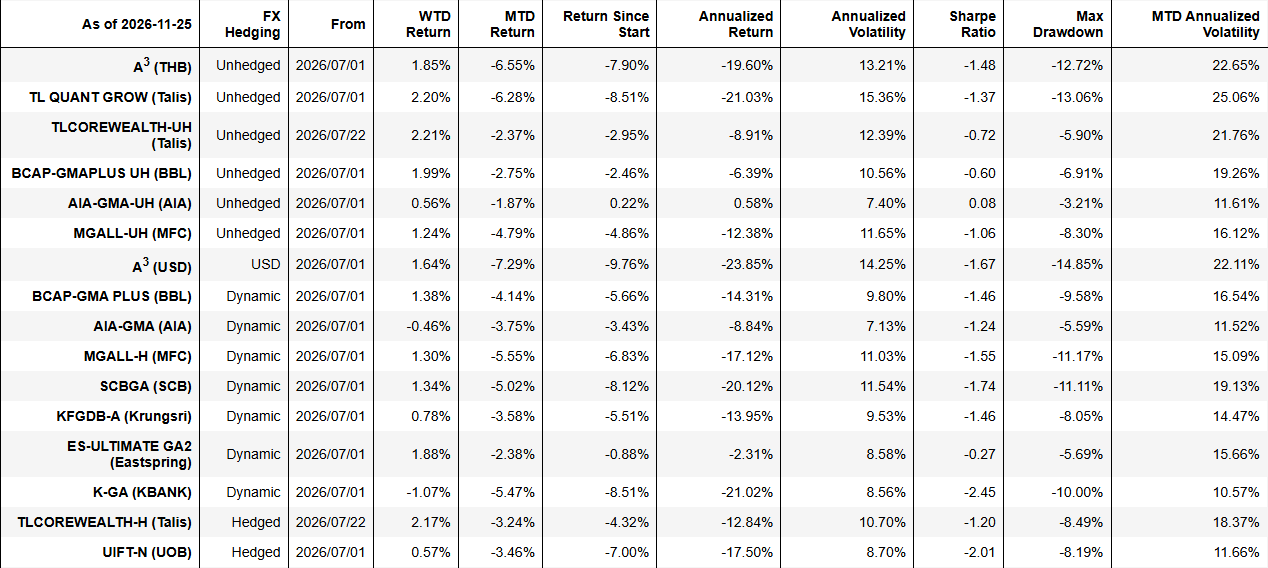 As of 2026-11-25 FX Hedging From WTD Return MTD Return Return Since Start Annualized Return Annualized Volatility Sharpe Ratio Max Drawdown MTD Annualized Volatility
A3 (THB) Unhedged 2026/07/01 1.85% -6.55% -7.90% -19.60% 13.21% -1.48 -12.72% 22.65%
TL QUANT GROW (Talis) Unhedged 2026/07/01 2.20% -6.28% -8.51% -21.03% 15.36% -1.37 -13.06% 25.06%
TLCOREWEALTH-UH (Talis) Unhedged 2026/07/22 2.21% -2.37% -2.95% -8.91% 12.39% -0.72 -5.90% 21.76%
BCAP-GMAPLUS UH (BBL) Unhedged 2026/07/01 1.99% -2.75% -2.46% -6.39% 10.56% -0.60 -6.91% 19.26%
AIA-GMA-UH (AIA) Unhedged 2026/07/01 0.56% -1.87% 0.22% 0.58% 7.40% 0.08 -3.21% 11.61%
MGALL-UH (MFC) Unhedged 2026/07/01 1.24% -4.79% -4.86% -12.38% 11.65% -1.06 -8.30% 16.12%
A3 (USD) USD 2026/07/01 1.64% -7.29% -9.76% -23.85% 14.25% -1.67 -14.85% 22.11%
BCAP-GMA PLUS (BBL) Dynamic 2026/07/01 1.38% -4.14% -5.66% -14.31% 9.80% -1.46 -9.58% 16.54%
AIA-GMA (AIA) Dynamic 2026/07/01 -0.46% -3.75% -3.43% -8.84% 7.13% -1.24 -5.59% 11.52%
MGALL-H (MFC) Dynamic 2026/07/01 1.30% -5.55% -6.83% -17.12% 11.03% -1.55 -11.17% 15.09%
SCBGA (SCB) Dynamic 2026/07/01 1.34% -5.02% -8.12% -20.12% 11.54% -1.74 -11.11% 19.13%
KFGDB-A (Krungsri) Dynamic 2026/07/01 0.78% -3.58% -5.51% -13.95% 9.53% -1.46 -8.05% 14.47%
ES-ULTIMATE GA2 (Eastspring) Dynamic 2026/07/01 1.88% -2.38% -0.88% -2.31% 8.58% -0.27 -5.69% 15.66%
K-GA (KBANK) Dynamic 2026/07/01 -1.07% -5.47% -8.51% -21.02% 8.56% -2.45 -10.00% 10.57%
TLCOREWEALTH-H (Talis) Hedged 2026/07/22 2.17% -3.24% -4.32% -12.84% 10.70% -1.20 -8.49% 18.37%
UIFT-N (UOB) Hedged 2026/07/01 0.57% -3.46% -7.00% -17.50% 8.70% -2.01 -8.19% 11.66%